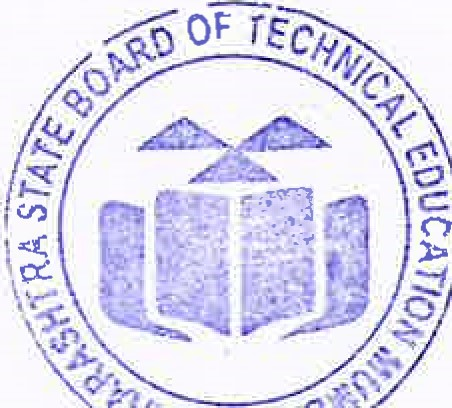 RASHTRA STATE BOARD OF TECHNICAL EDUCATION